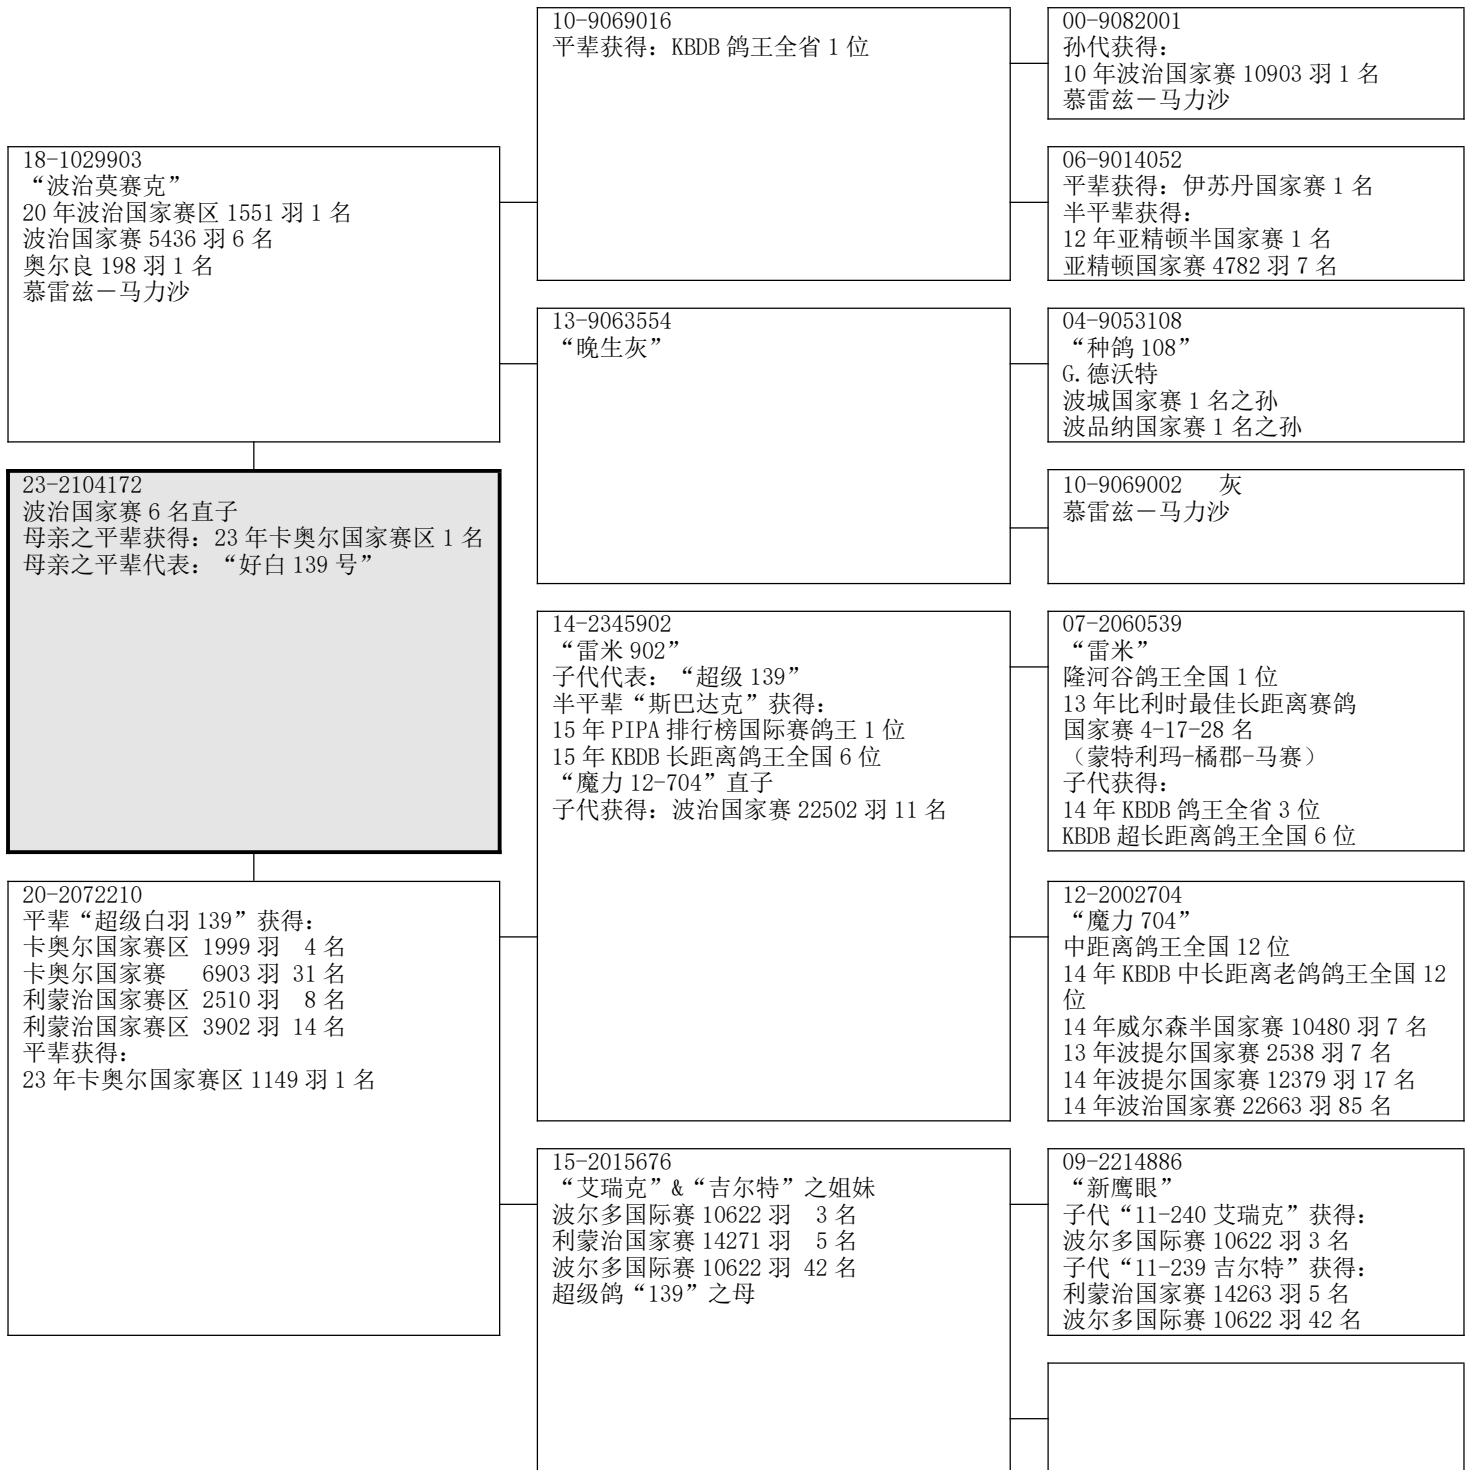 10-9069016
平辈获得：KBDB 鸽王全省 1 位
00-9082001
孙代获得：
10 年波治国家赛 10903 羽 1 名
慕雷兹－马力沙
18-1029903
“波治莫赛克”
20 年波治国家赛区 1551 羽 1 名
波治国家赛 5436 羽 6 名
奥尔良 198 羽 1 名
慕雷兹－马力沙
06-9014052
平辈获得：伊苏丹国家赛 1 名
半平辈获得：
12 年亚精顿半国家赛 1 名
亚精顿国家赛 4782 羽 7 名
13-9063554
“晚生灰”
04-9053108
“种鸽 108”
G.德沃特
波城国家赛 1 名之孙
波品纳国家赛 1 名之孙
23-2104172
波治国家赛 6 名直子
母亲之平辈获得：23 年卡奥尔国家赛区 1 名
母亲之平辈代表：“好白 139 号”
10-9069002 灰
慕雷兹－马力沙
14-2345902
“雷米 902”
子代代表：“超级 139”
半平辈“斯巴达克”获得：
15 年 PIPA 排行榜国际赛鸽王 1 位
15 年 KBDB 长距离鸽王全国 6 位
“魔力 12-704”直子
子代获得：波治国家赛 22502 羽 11 名
07-2060539
“雷米”
隆河谷鸽王全国 1 位
13 年比利时最佳长距离赛鸽
国家赛 4-17-28 名
（蒙特利玛-橘郡-马赛）
子代获得：
14 年 KBDB 鸽王全省 3 位
KBDB 超长距离鸽王全国 6 位
20-2072210
平辈“超级白羽 139”获得：
卡奥尔国家赛区 1999 羽 4 名
卡奥尔国家赛 6903 羽 31 名
利蒙治国家赛区 2510 羽 8 名
利蒙治国家赛区 3902 羽 14 名
平辈获得：
23 年卡奥尔国家赛区 1149 羽 1 名
12-2002704
“魔力 704”
中距离鸽王全国 12 位
14 年 KBDB 中长距离老鸽鸽王全国 12
位
14 年威尔森半国家赛 10480 羽 7 名
13 年波提尔国家赛 2538 羽 7 名
14 年波提尔国家赛 12379 羽 17 名
14 年波治国家赛 22663 羽 85 名
15-2015676
“艾瑞克”&“吉尔特”之姐妹
波尔多国际赛 10622 羽 3 名
利蒙治国家赛 14271 羽 5 名
波尔多国际赛 10622 羽 42 名
超级鸽“139”之母
09-2214886
“新鹰眼”
子代“11-240 艾瑞克”获得：
波尔多国际赛 10622 羽 3 名
子代“11-239 吉尔特”获得：
利蒙治国家赛 14263 羽 5 名
波尔多国际赛 10622 羽 42 名